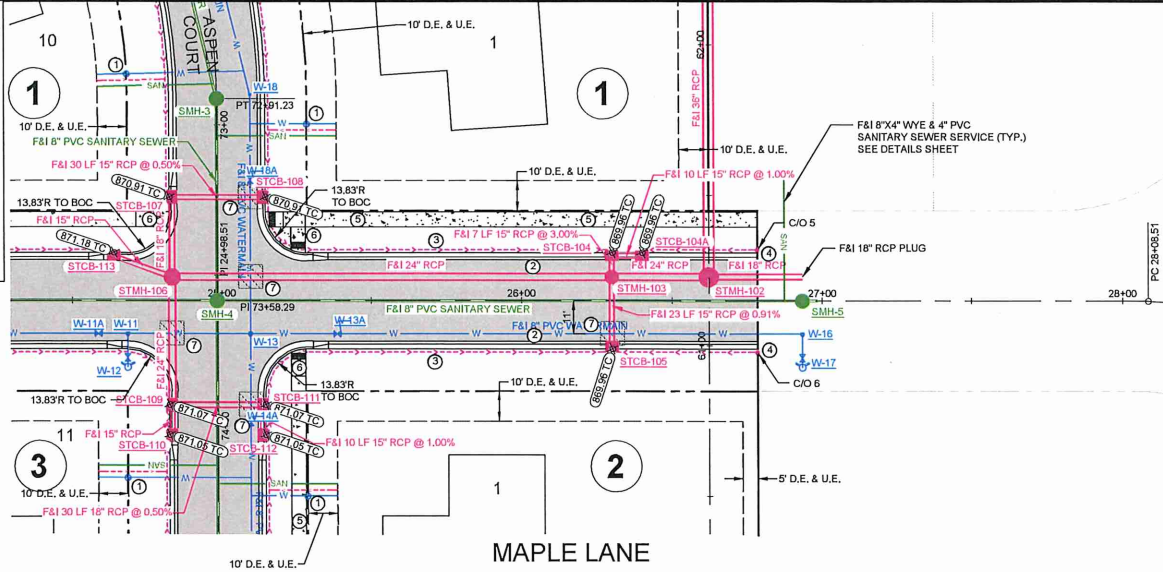 10
1
ASPEN
COURT
W
SAN
SMH-3
W-18
PT 72+91.23
73+00
1
W
SAN
10' D.E. & U.E.
1
10' D.E. & U.E.
1
62+00
F&I 36" RCP
F&I 8"X4" WYE & 4" PVC
SANITARY SEWER SERVICE (TYP.)
SEE DETAILS SHEET
10' D.E. & U.E.
F&I 8" PVC SANITARY SEWER
F&I 30 LF 15" RCP @ 0.50%
W-18A
STCB-108
870.91 TC
STCB-107
7
870.91 TC
13.83'R
TO BOC
13.83'R TO BOC
6
F&I 15" RCP
871.18 TC
STCB-113
F&I 18" RCP
STMH-106
PI 24+98.51
6
5
3
10' D.E. & U.E.
5
F&I 7 LF 15" RCP @ 3.00%
STCB-104
869.96 TC
869.96 TC
STCB-104A
F&I 10 LF 15" RCP @ 1.00%
10' D.E. & U.E.
SAN
C/O 5
4
F&I 18" RCP PLUG
F&I 24" RCP
2
F&I 24" RCP
F&I 18" RCP
STMH-103
STMH-102
PC 28+08.51
25+00
7
26+00
27+00
28+00
SMH-4
PI 73+58.29
F&I 8" PVC SANITARY SEWER
SMH-5
11'
F&I 23 LF 15" RCP @ 0.91%
W-11A
W-11
W-12
7
W-13
W-13A
F&I 8" PVC WATERMAIN
2
7
W-16
W-17
F&I 24" RCP
6
3
STCB-105
869.96 TC
61+00
4
C/O 6
13.83'R TO BOC
13.83'R
TO BOC
10' D.E. & U.E.
STCB-109
871.07 TC
STCB-111
871.07 TC
7
W-14A
F&I 15" RCP
STCB-110
871.05 TC
STCB-112
871.05 TC
F&I 10 LF 15" RCP @ 1.00%
11
3
SAN
W
1
10' D.E. & U.E.
F&I 30 LF 18" RCP @ 0.50%
SAN
W
1
5
10' D.E. & U.E.
1
2
5' D.E. & U.E.
MAPLE LANE